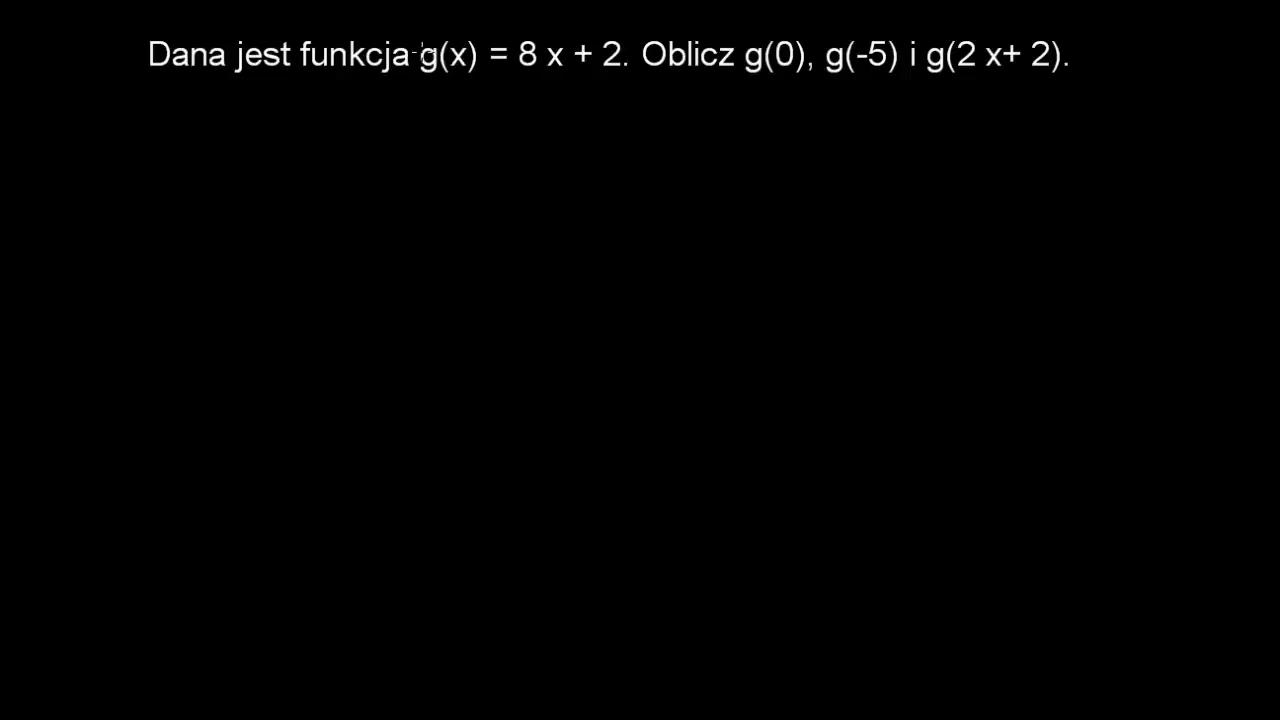 Dana jest funkcja g(x) = 8 x + 2. Oblicz g(0), g(-5) i g(2 x+ 2).